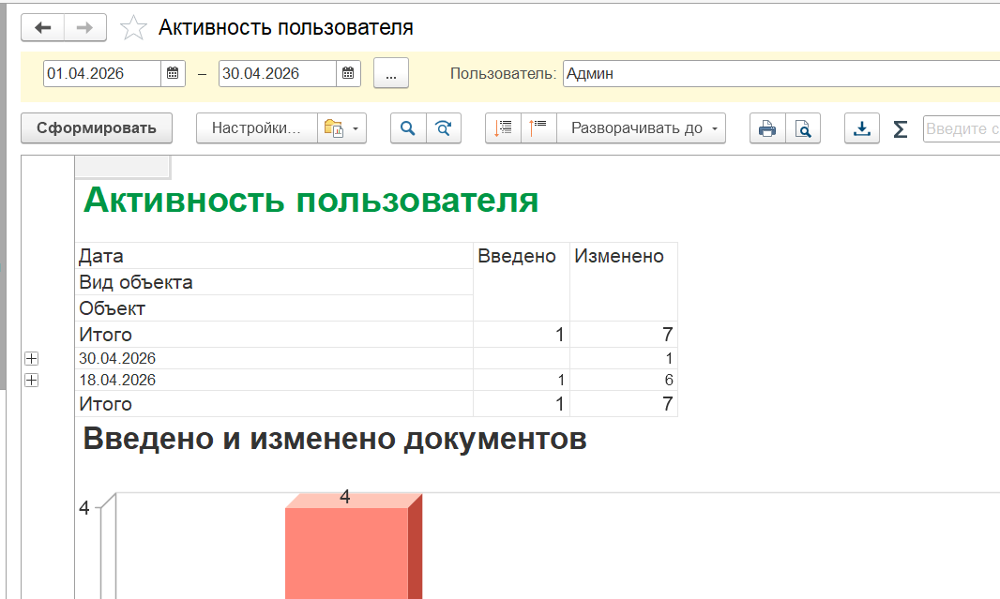 Активность пользователя
01.04.2026 – 30.04.2026 ... Пользователь: Админ
Сформировать Настройки... Разворачивать до Σ Введите с
Активность пользователя
Дата Введено Изменено
Вид объекта
Объект
Итого 1 7
30.04.2026 1
18.04.2026 1 6
Итого 1 7
Введено и изменено документов
4
4